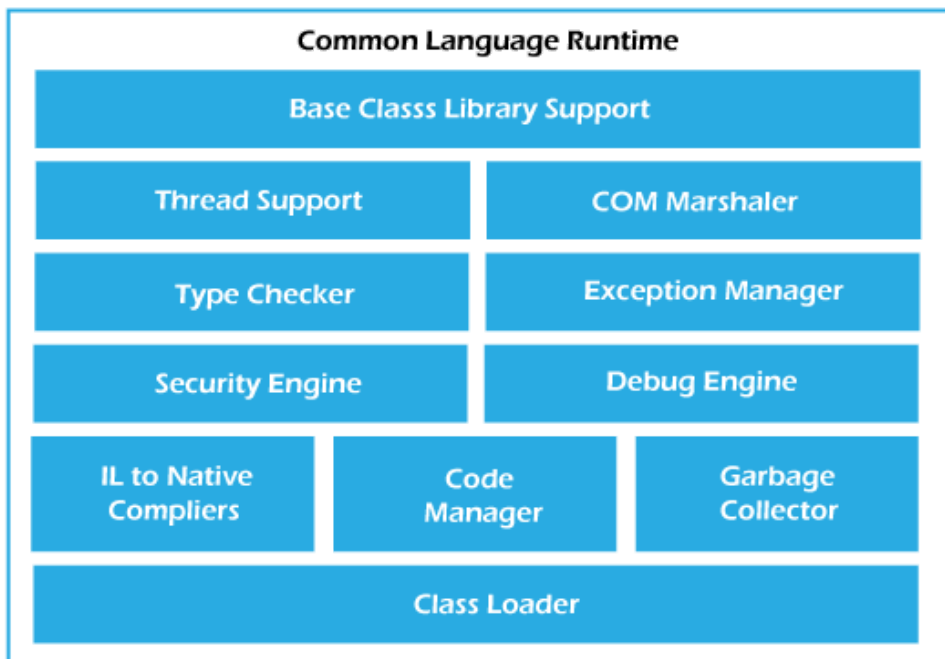 Common Language Runtime
Base Classs Library Support
Thread Support
COM Marshaler
Type Checker
Exception Manager
Security Engine
Debug Engine
IL to Native
Compliers
Code
Manager
Garbage
Collector
Class Loader